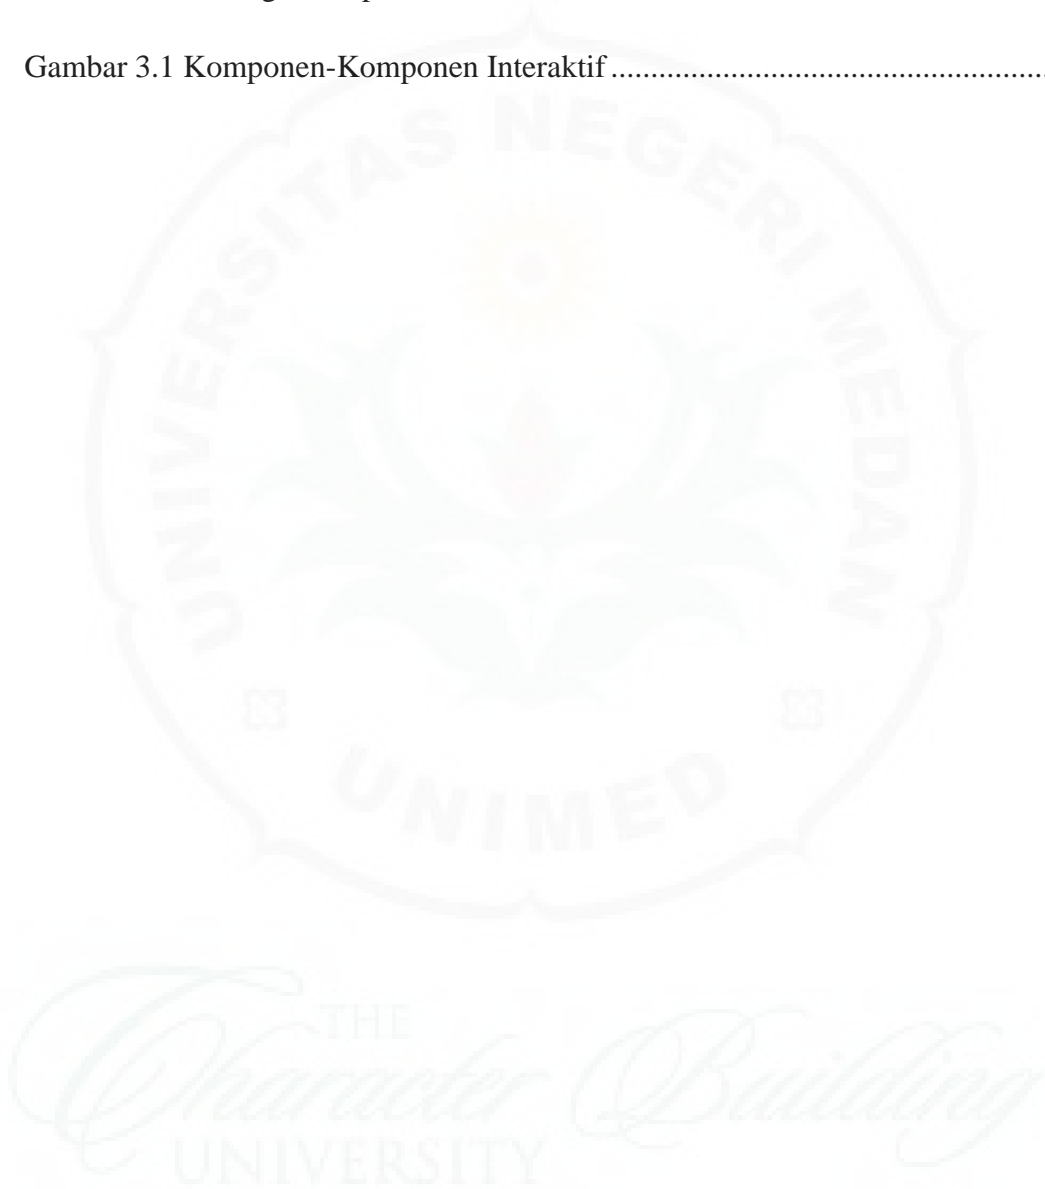 Gambar 3.1 Komponen-Komponen Interaktif .......................................................
UNIVERSITAS NEGERI MEDAN
UNIMED
THE
Character Building
UNIVERSITY